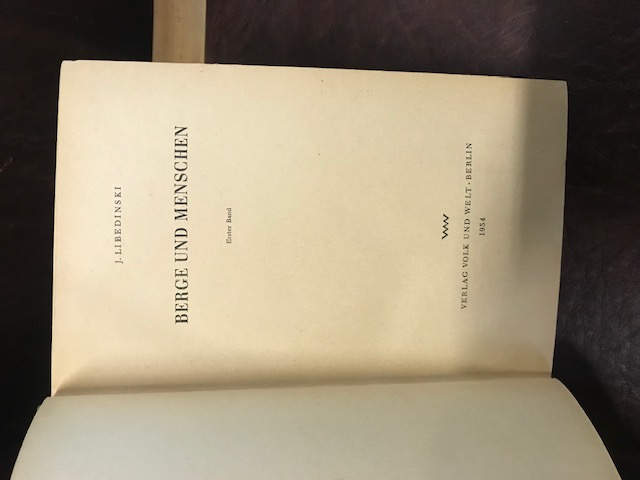 J. LIBEDINSKI
BERGE UND MENSCHEN
Erster Band
VERLAG VOLK UND WELT · BERLIN
1954